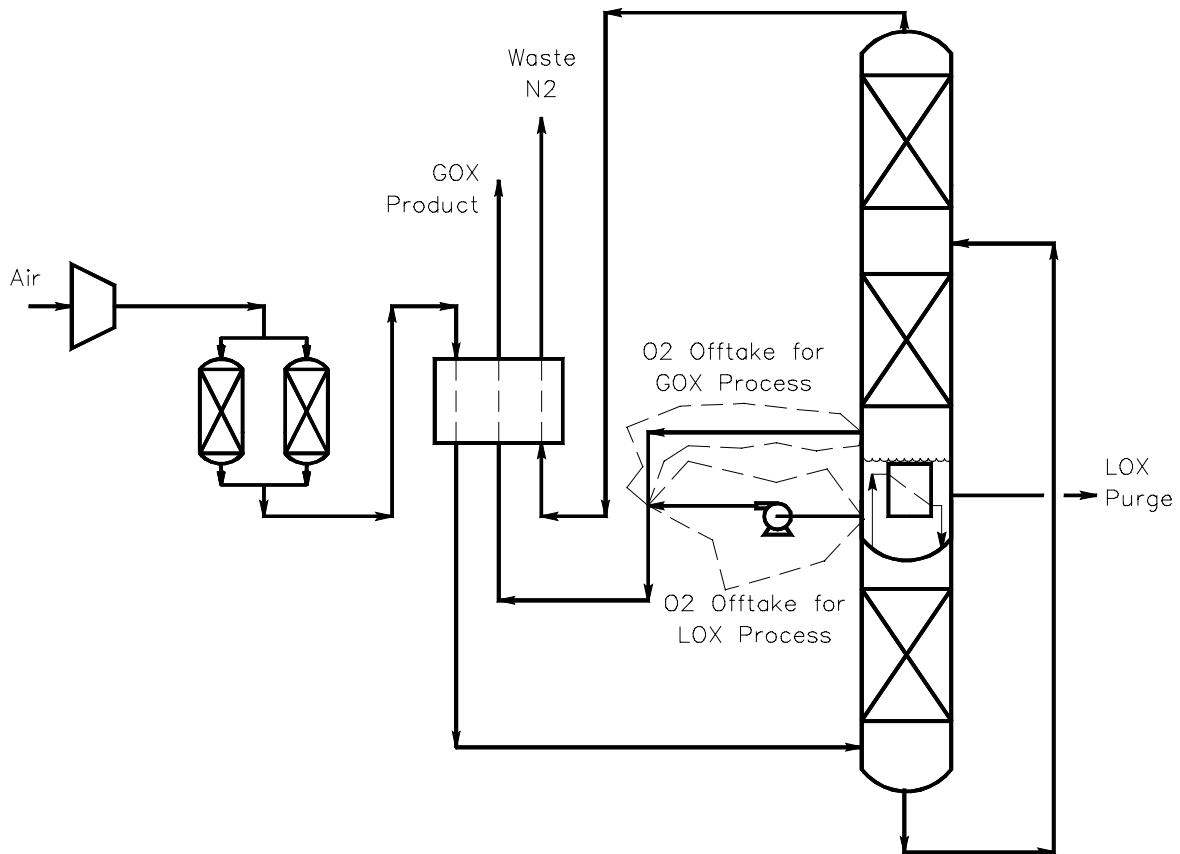 Waste
N2
GOX
Product
Air
O2 Offtake for
GOX Process
LOX
Purge
O2 Offtake for
LOX Process